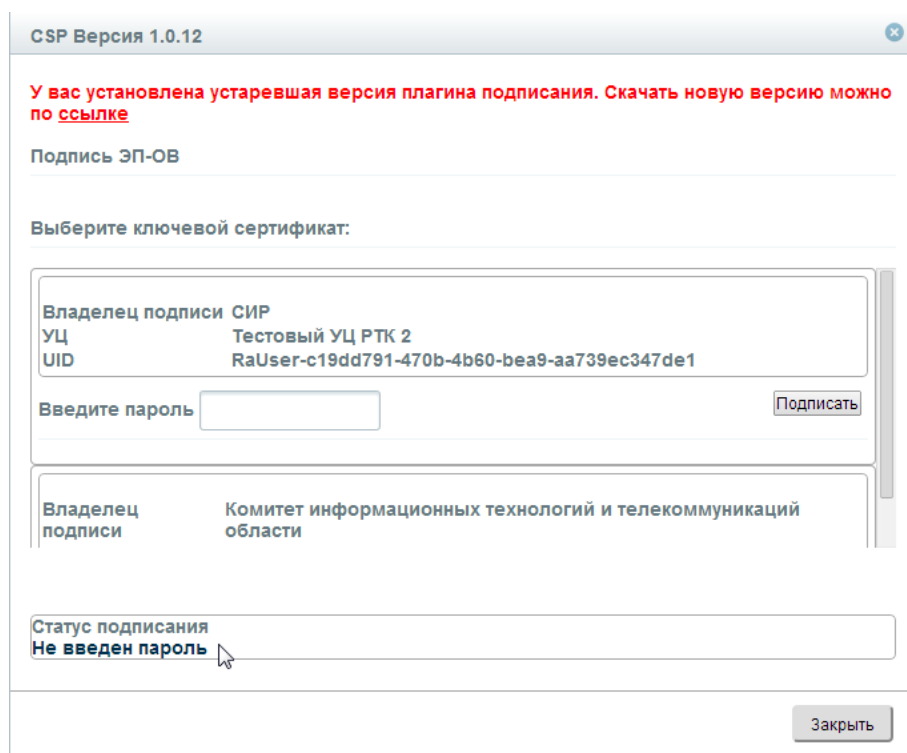 CSP Версия 1.0.12
У вас установлена устаревшая версия плагина подписания. Скачать новую версию можно
по ссылке
Подпись ЭП-ОВ
Выберите ключевой сертификат:
Владелец подписи СИР
УЦ Тестовый УЦ РТК 2
UID RaUser-c19dd791-470b-4b60-bea9-aa739ec347de1
Введите пароль Подписать
Владелец Комитет информационных технологий и телекоммуникаций
подписи области
Статус подписания
Не введен пароль
Закрыть